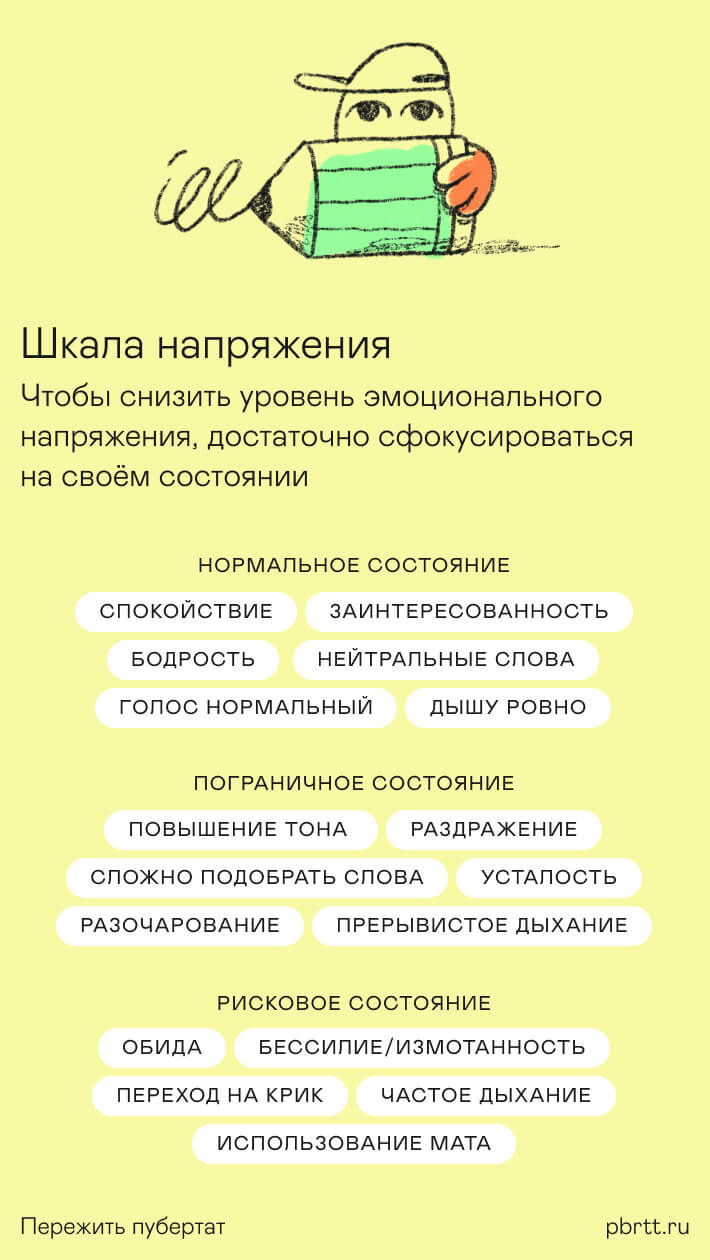 Шкала напряжения
Чтобы снизить уровень эмоционального
напряжения, достаточно сфокусироваться
на своём состоянии
НОРМАЛЬНОЕ СОСТОЯНИЕ
СПОКОЙСТВИЕ ЗАИНТЕРЕСОВАННОСТЬ
БОДРОСТЬ НЕЙТРАЛЬНЫЕ СЛОВА
ГОЛОС НОРМАЛЬНЫЙ ДЫШУ РОВНО
ПОГРАНИЧНОЕ СОСТОЯНИЕ
ПОВЫШЕНИЕ ТОНА РАЗДРАЖЕНИЕ
СЛОЖНО ПОДОБРАТЬ СЛОВА УСТАЛОСТЬ
РАЗОЧАРОВАНИЕ ПРЕРЫВИСТОЕ ДЫХАНИЕ
РИСКОВОЕ СОСТОЯНИЕ
ОБИДА БЕССИЛИЕ/ИЗМОТАННОСТЬ
ПЕРЕХОД НА КРИК ЧАСТОЕ ДЫХАНИЕ
ИСПОЛЬЗОВАНИЕ МАТА
Пережить пубертат pbrtt.ru